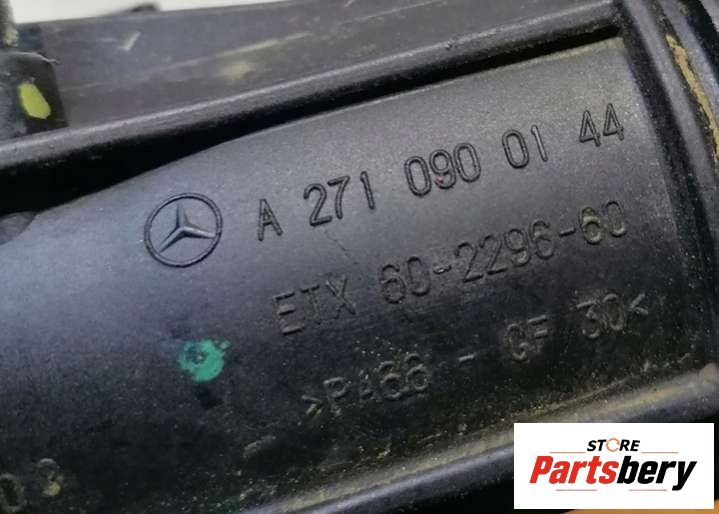 A 271 090 01 44
ETX 60-2296-60
>PA66 - GF 30<
STORE
Partsbery